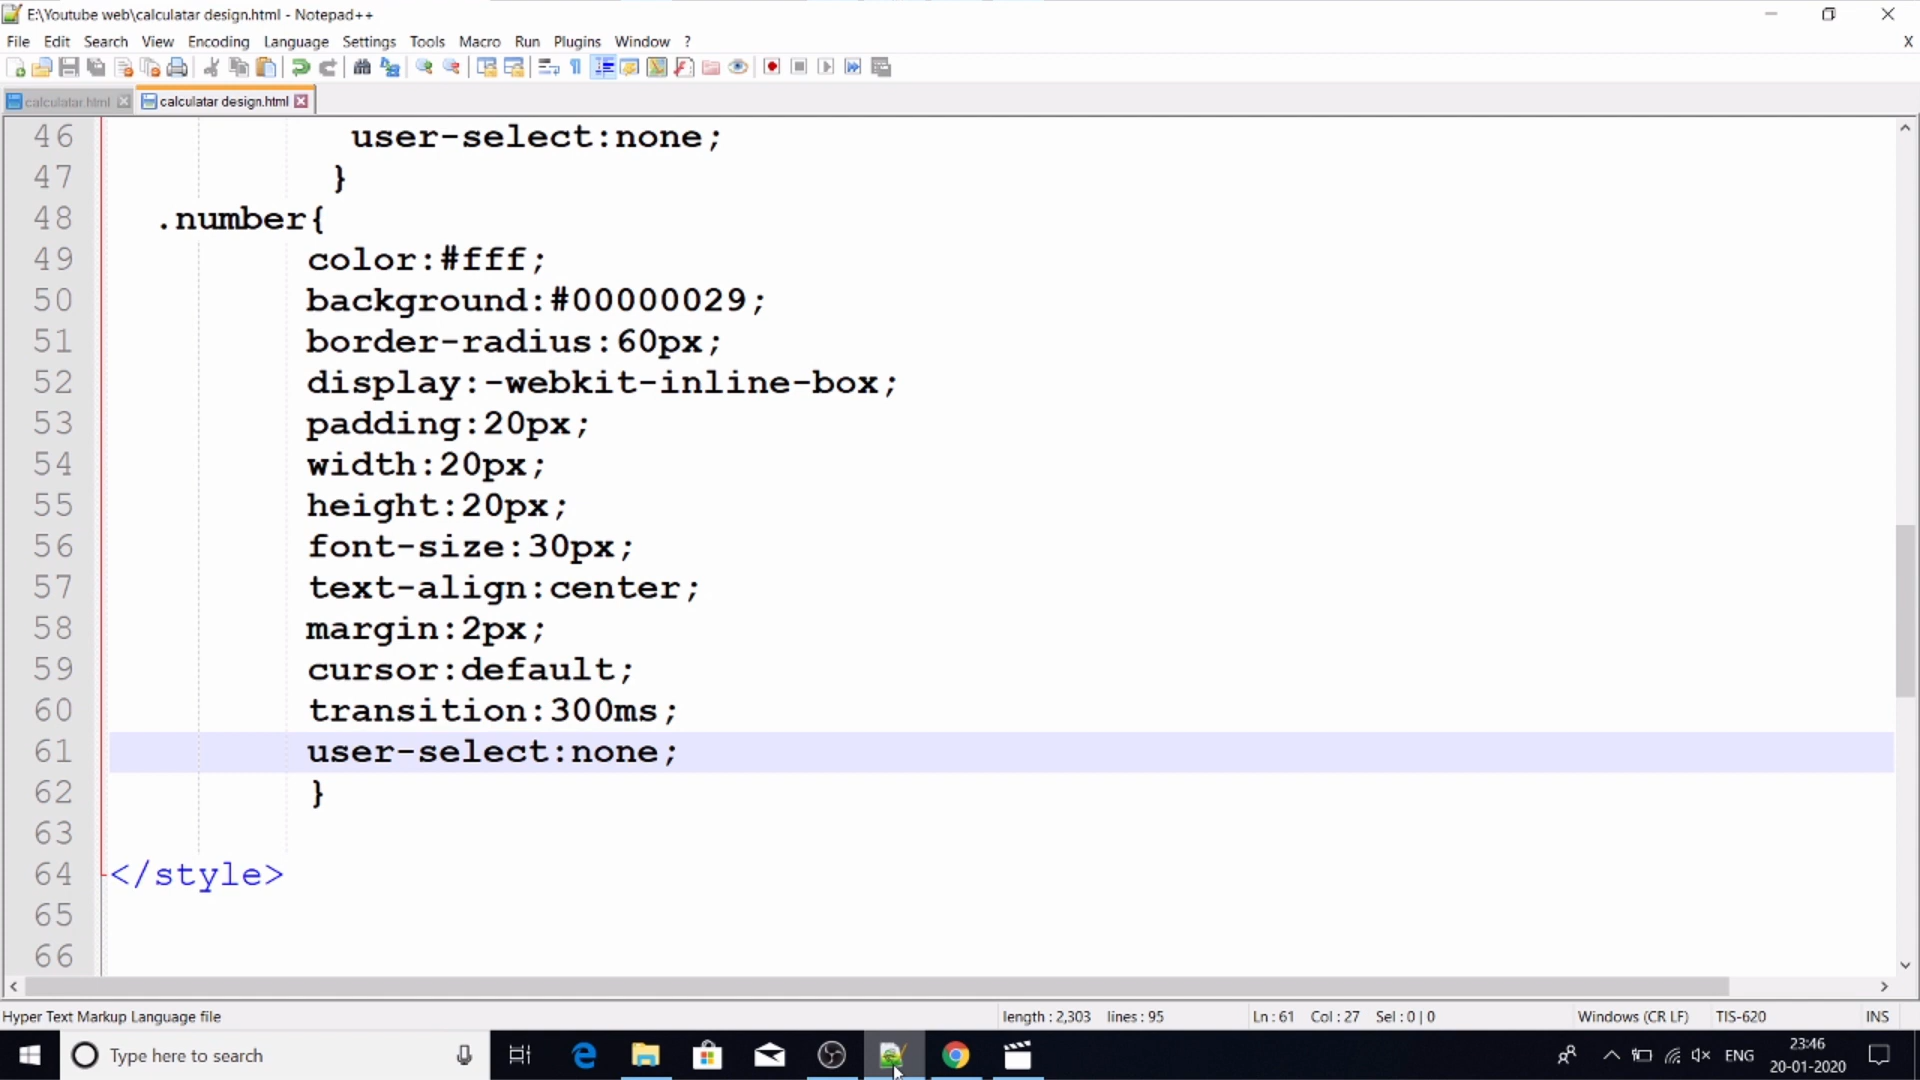 E:\Youtube web\calculatar design.html - Notepad++
File Edit Search View Encoding Language Settings Tools Macro Run Plugins Window ? X
calculatar.html calculatar design.html
46 user-select:none;
47 }
48 .number{
49 color:#fff;
50 background:#00000029;
51 border-radius:60px;
52 display:-webkit-inline-box;
53 padding:20px;
54 width:20px;
55 height:20px;
56 font-size:30px;
57 text-align:center;
58 margin:2px;
59 cursor:default;
60 transition:300ms;
61 user-select:none;
62 }
63
64 </style>
65
66
Hyper Text Markup Language file length : 2,303 lines : 95 Ln : 61 Col : 27 Sel : 0 | 0 Windows (CR LF) TIS-620 INS
Type here to search ENG 23:46
20-01-2020